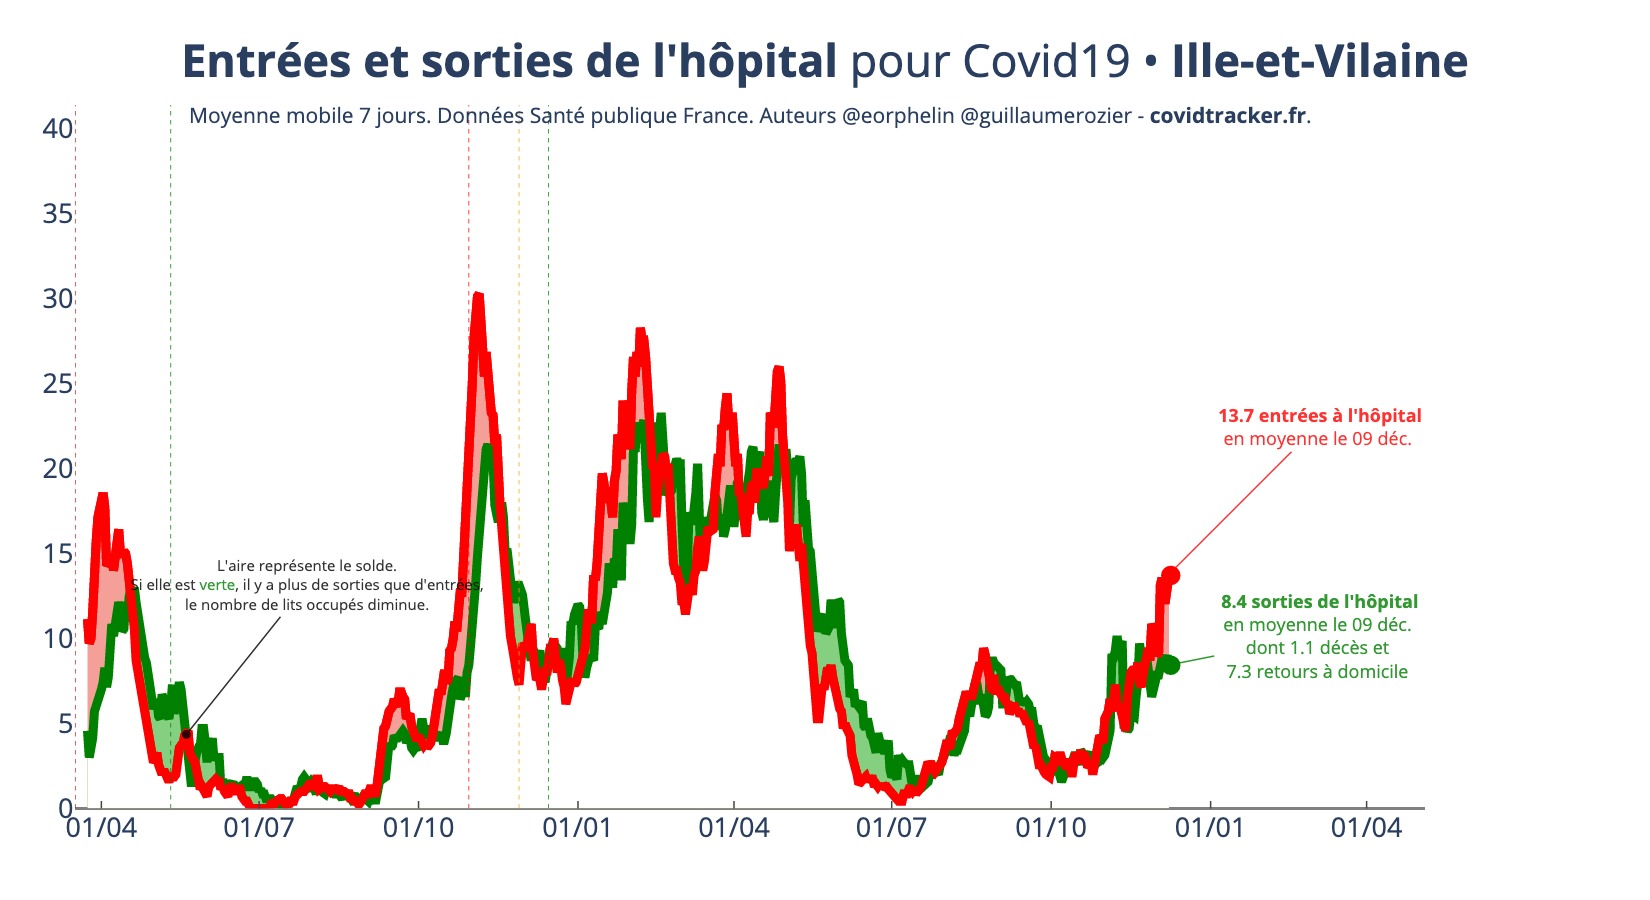 Entrées et sorties de l'hôpital pour Covid19 • Ille-et-Vilaine
Moyenne mobile 7 jours. Données Santé publique France. Auteurs @eorphelin @guillaumerozier - covidtracker.fr.
40
35
30
25
20
15
10
5
0
L'aire représente le solde.
Si elle est verte, il y a plus de sorties que d'entrées,
le nombre de lits occupés diminue.
13.7 entrées à l'hôpital
en moyenne le 09 déc.
8.4 sorties de l'hôpital
en moyenne le 09 déc.
dont 1.1 décès et
7.3 retours à domicile
01/04 01/07 01/10 01/01 01/04 01/07 01/10 01/01 01/04